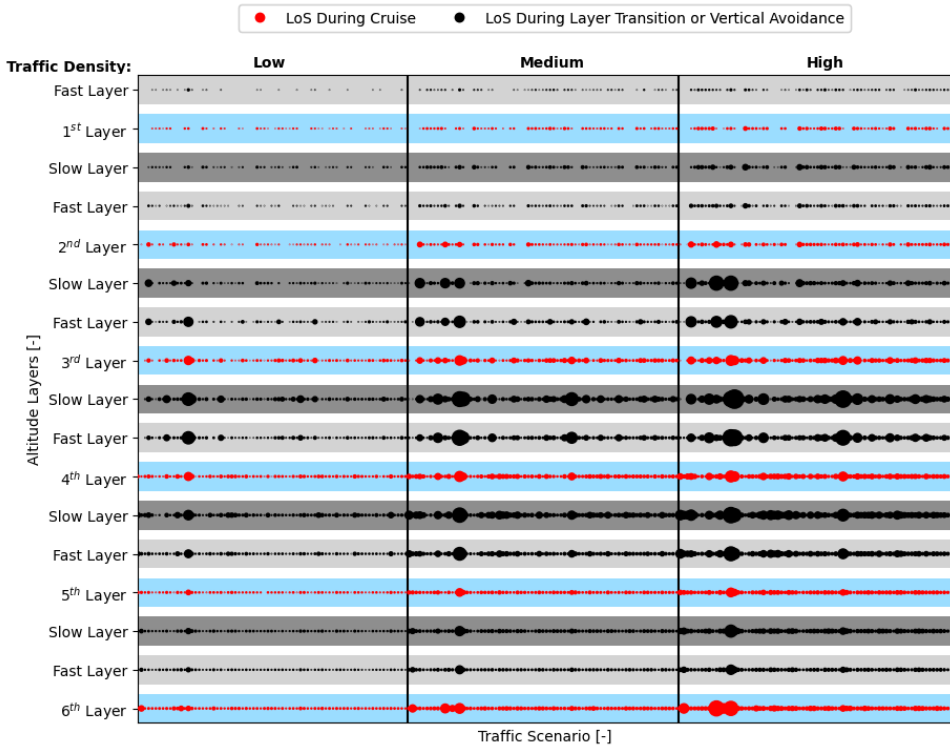 LoS During Cruise LoS During Layer Transition or Vertical Avoidance
Traffic Density: Low Medium High
Fast Layer
1st Layer
Slow Layer
Fast Layer
2nd Layer
Slow Layer
Fast Layer
3rd Layer
Slow Layer
Fast Layer
4th Layer
Slow Layer
Fast Layer
5th Layer
Slow Layer
Fast Layer
6th Layer
Altitude Layers [-]
Traffic Scenario [-]